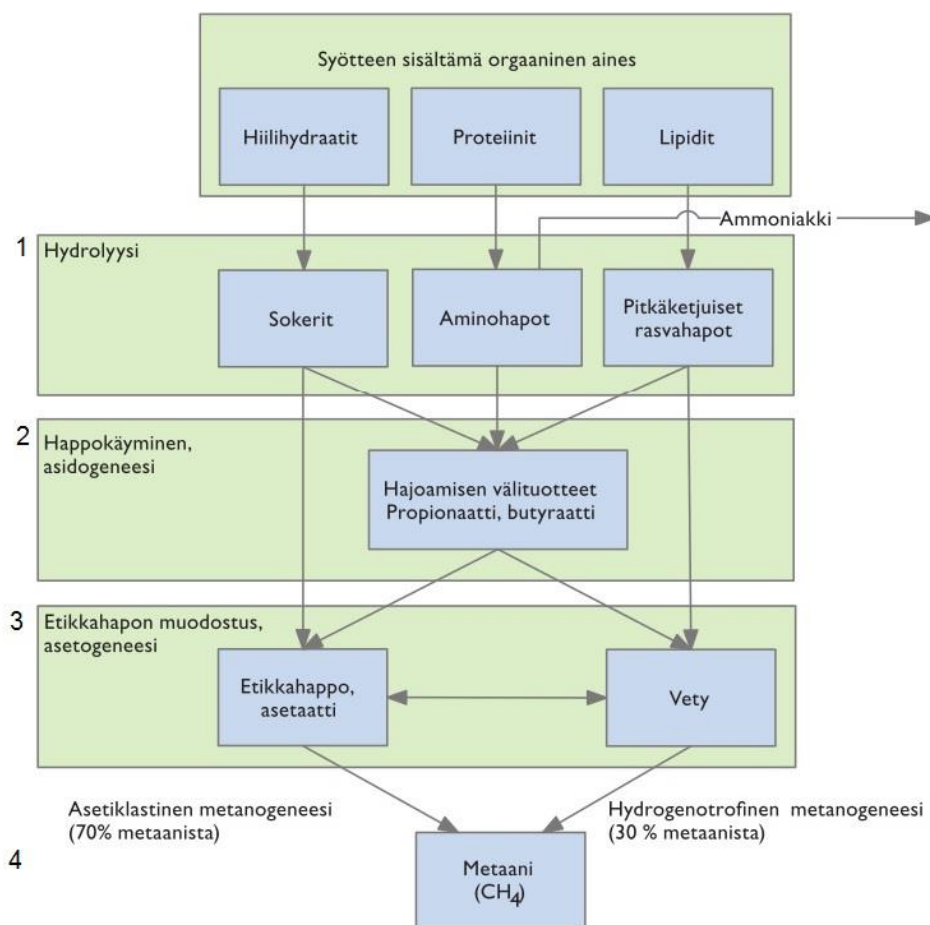 Syötteen sisältämä orgaaninen aines
Hiilihydraatit
Proteiinit
Lipidit
Ammoniakki
1
Hydrolyysi
Sokerit
Aminohapot
Pitkäketjuiset
rasvahapot
2
Happokäyminen,
asidogeneesi
Hajoamisen välituotteet
Propionaatti, butyraatti
3
Etikkahapon muodostus,
asetogeneesi
Etikkahappo,
asetaatti
Vety
Asetiklastinen metanogeneesi
(70% metaanista)
Hydrogenotrofinen metanogeneesi
(30 % metaanista)
4
Metaani
(CH4)